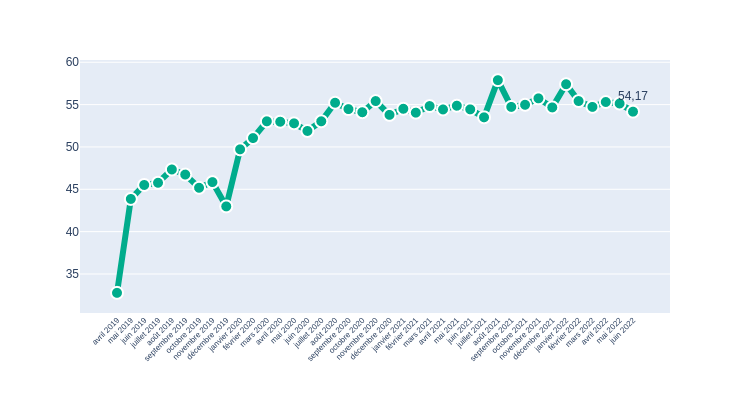 60
55
50
45
40
35
54,17
avril 2019
mai 2019
juin 2019
juillet 2019
août 2019
septembre 2019
octobre 2019
novembre 2019
décembre 2019
janvier 2020
février 2020
mars 2020
avril 2020
mai 2020
juin 2020
juillet 2020
août 2020
septembre 2020
octobre 2020
novembre 2020
décembre 2020
janvier 2021
février 2021
mars 2021
avril 2021
mai 2021
juin 2021
juillet 2021
août 2021
septembre 2021
octobre 2021
novembre 2021
décembre 2021
janvier 2022
février 2022
mars 2022
avril 2022
mai 2022
juin 2022